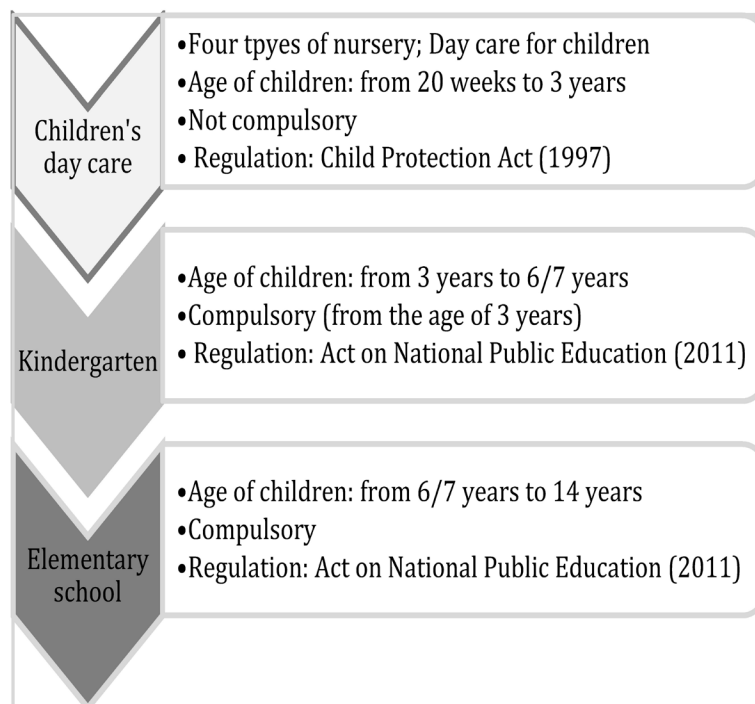 Children's
day care
•Four tpyes of nursery; Day care for children
•Age of children: from 20 weeks to 3 years
•Not compulsory
• Regulation: Child Protection Act (1997)
Kindergarten
•Age of children: from 3 years to 6/7 years
•Compulsory (from the age of 3 years)
• Regulation: Act on National Public Education (2011)
Elementary
school
•Age of children: from 6/7 years to 14 years
•Compulsory
•Regulation: Act on National Public Education (2011)